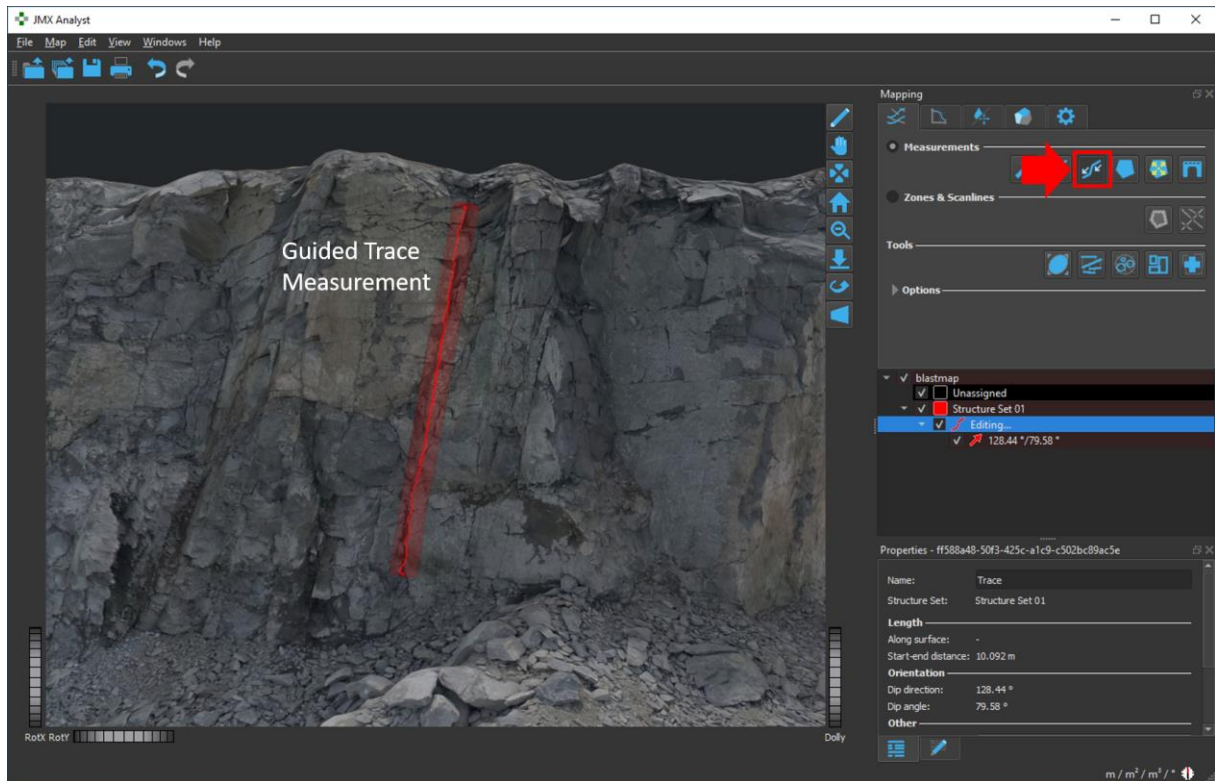 JMX Analyst
File Map Edit View Windows Help
Mapping
Measurements
Zones & Scanlines
Tools
Options
Guided Trace
Measurement
blastmap
Unassigned
Structure Set 01
Editing...
128.44 °/79.58 °
Properties - ff588a48-50f3-425c-a1c9-c502bc89ac5e
Name: Trace
Structure Set: Structure Set 01
Length
Along surface: -
Start-end distance: 10.092 m
Orientation
Dip direction: 128.44 °
Dip angle: 79.58 °
Other
RotX RotY
Dolly
m / m² / m³ / °